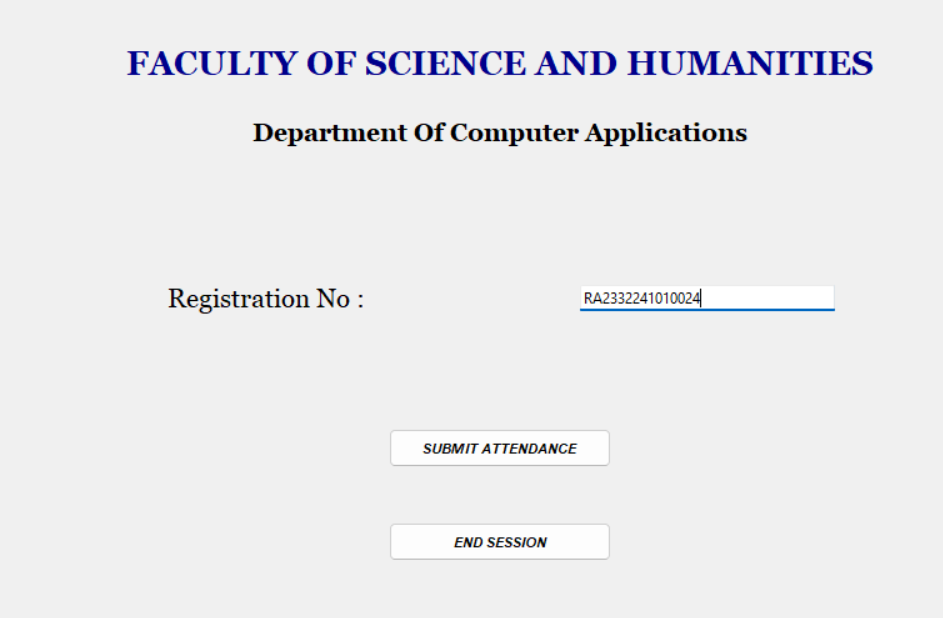 FACULTY OF SCIENCE AND HUMANITIES
Department Of Computer Applications
Registration No : RA2332241010024
SUBMIT ATTENDANCE
END SESSION